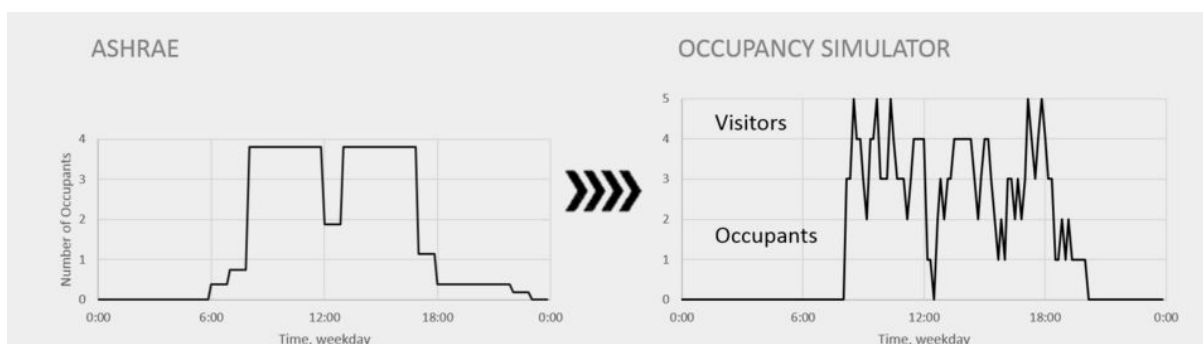 ASHRAE
4
3
2
1
0
Number of Occupants
0:00 6:00 12:00 18:00 0:00
Time, weekday
OCCUPANCY SIMULATOR
5
4
3
2
1
0
Visitors
Occupants
0:00 6:00 12:00 18:00 0:00
Time, weekday